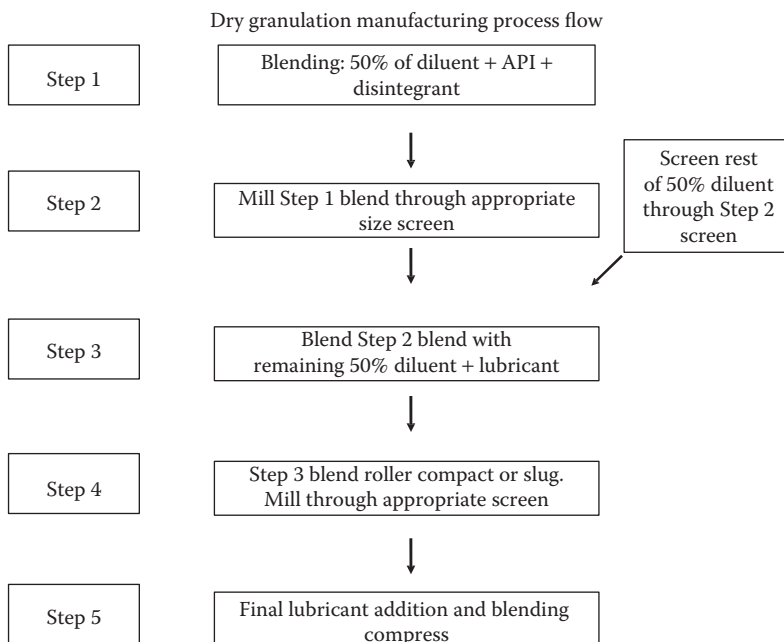 Dry granulation manufacturing process flow
Step 1
Blending: 50% of diluent + API +
disintegrant
Step 2
Mill Step 1 blend through appropriate
size screen
Screen rest
of 50% diluent
through Step 2
screen
Step 3
Blend Step 2 blend with
remaining 50% diluent + lubricant
Step 4
Step 3 blend roller compact or slug.
Mill through appropriate screen
Step 5
Final lubricant addition and blending
compress